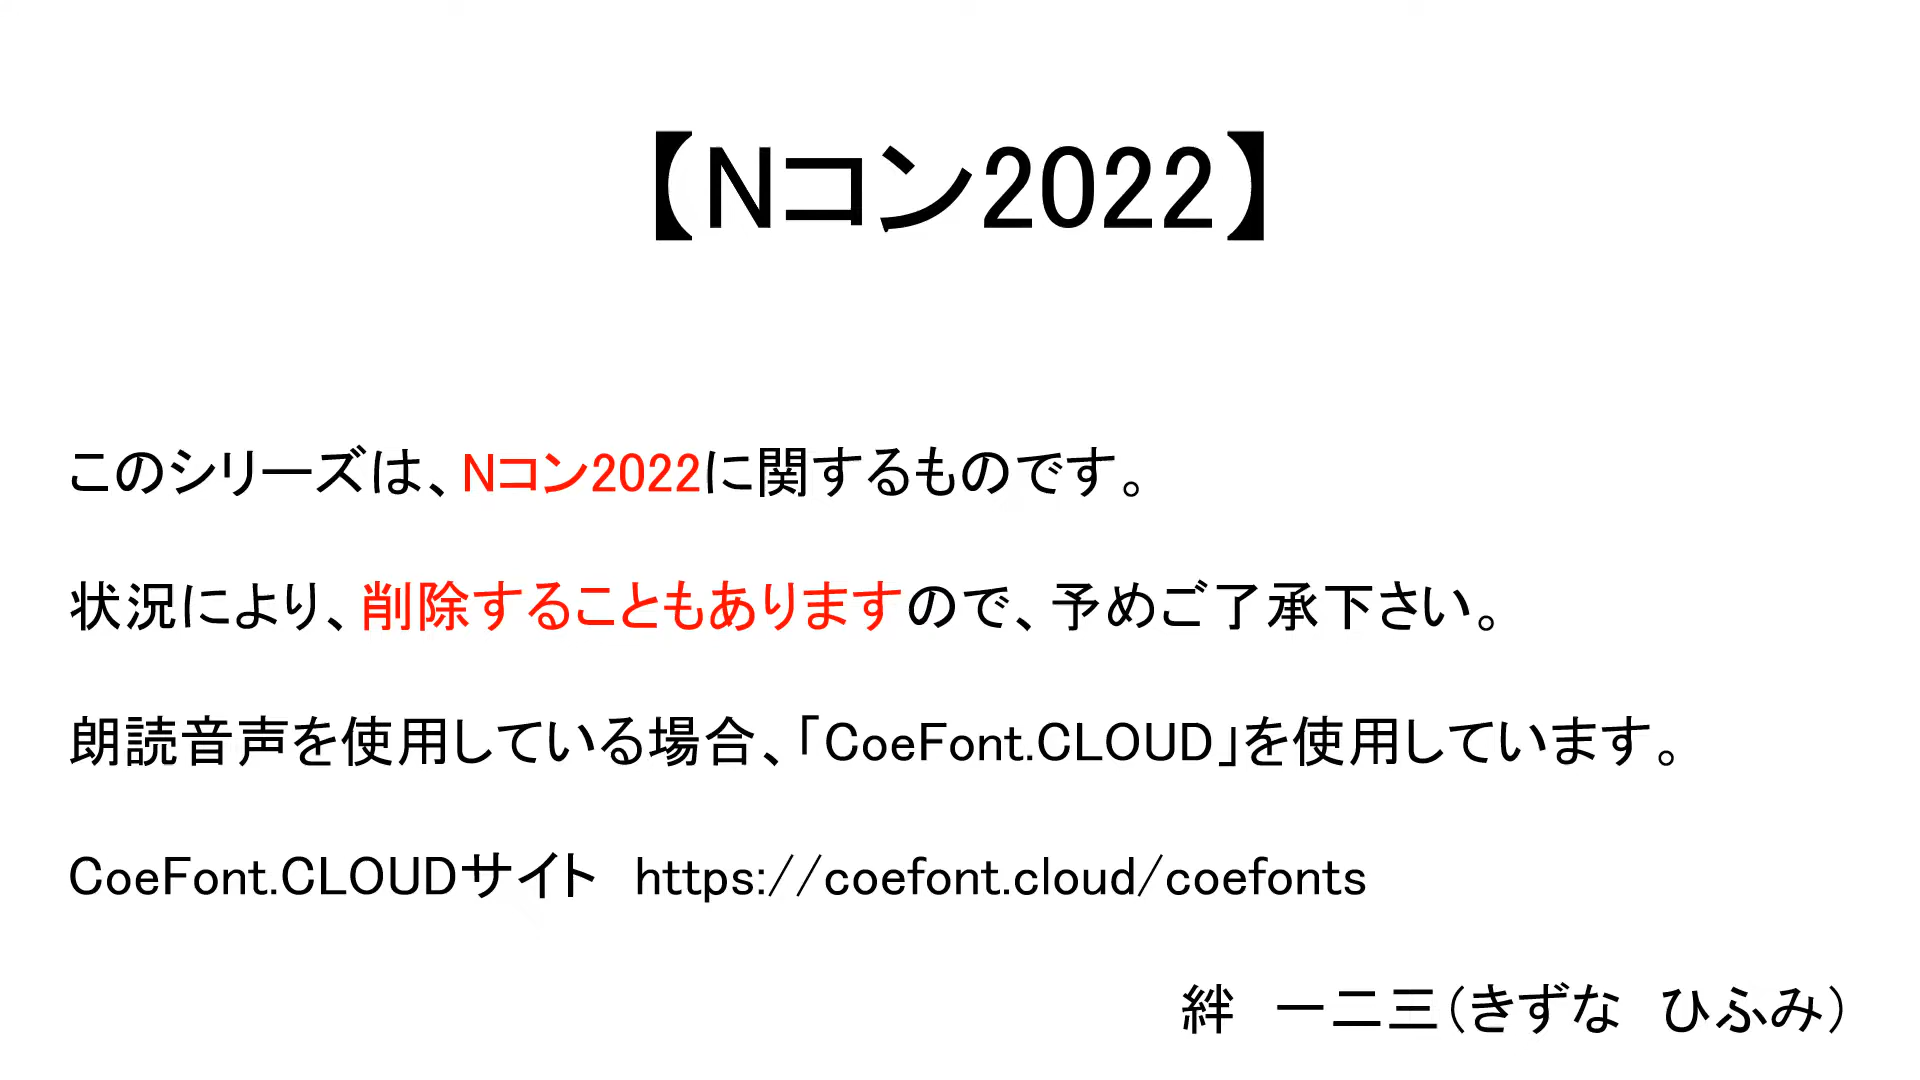 【Nコン2022】
このシリーズは、Nコン2022に関するものです。
状況により、削除することもありますので、予めご了承下さい。
朗読音声を使用している場合、「CoeFont.CLOUD」を使用しています。
CoeFont.CLOUDサイト　https://coefont.cloud/coefonts
絆　一二三（きずな　ひふみ）